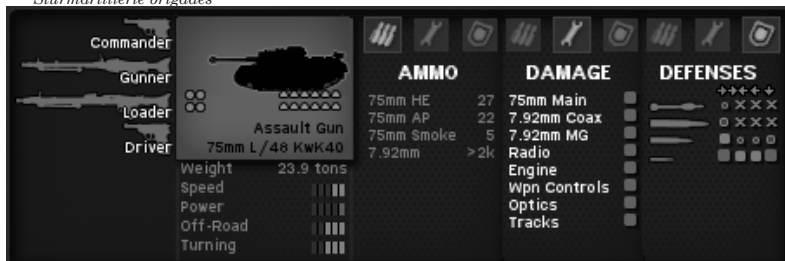 Sturmartillerie brigades
Commander
Gunner
Loader
Driver
Assault Gun
75mm L/48 KwK40
Weight 23.9 tons
Speed
Power
Off-Road
Turning
AMMO
75mm HE 27
75mm AP 22
75mm Smoke 5
7.92mm >2k
DAMAGE
75mm Main
7.92mm Coax
7.92mm MG
Radio
Engine
Wpn Controls
Optics
Tracks
DEFENSES